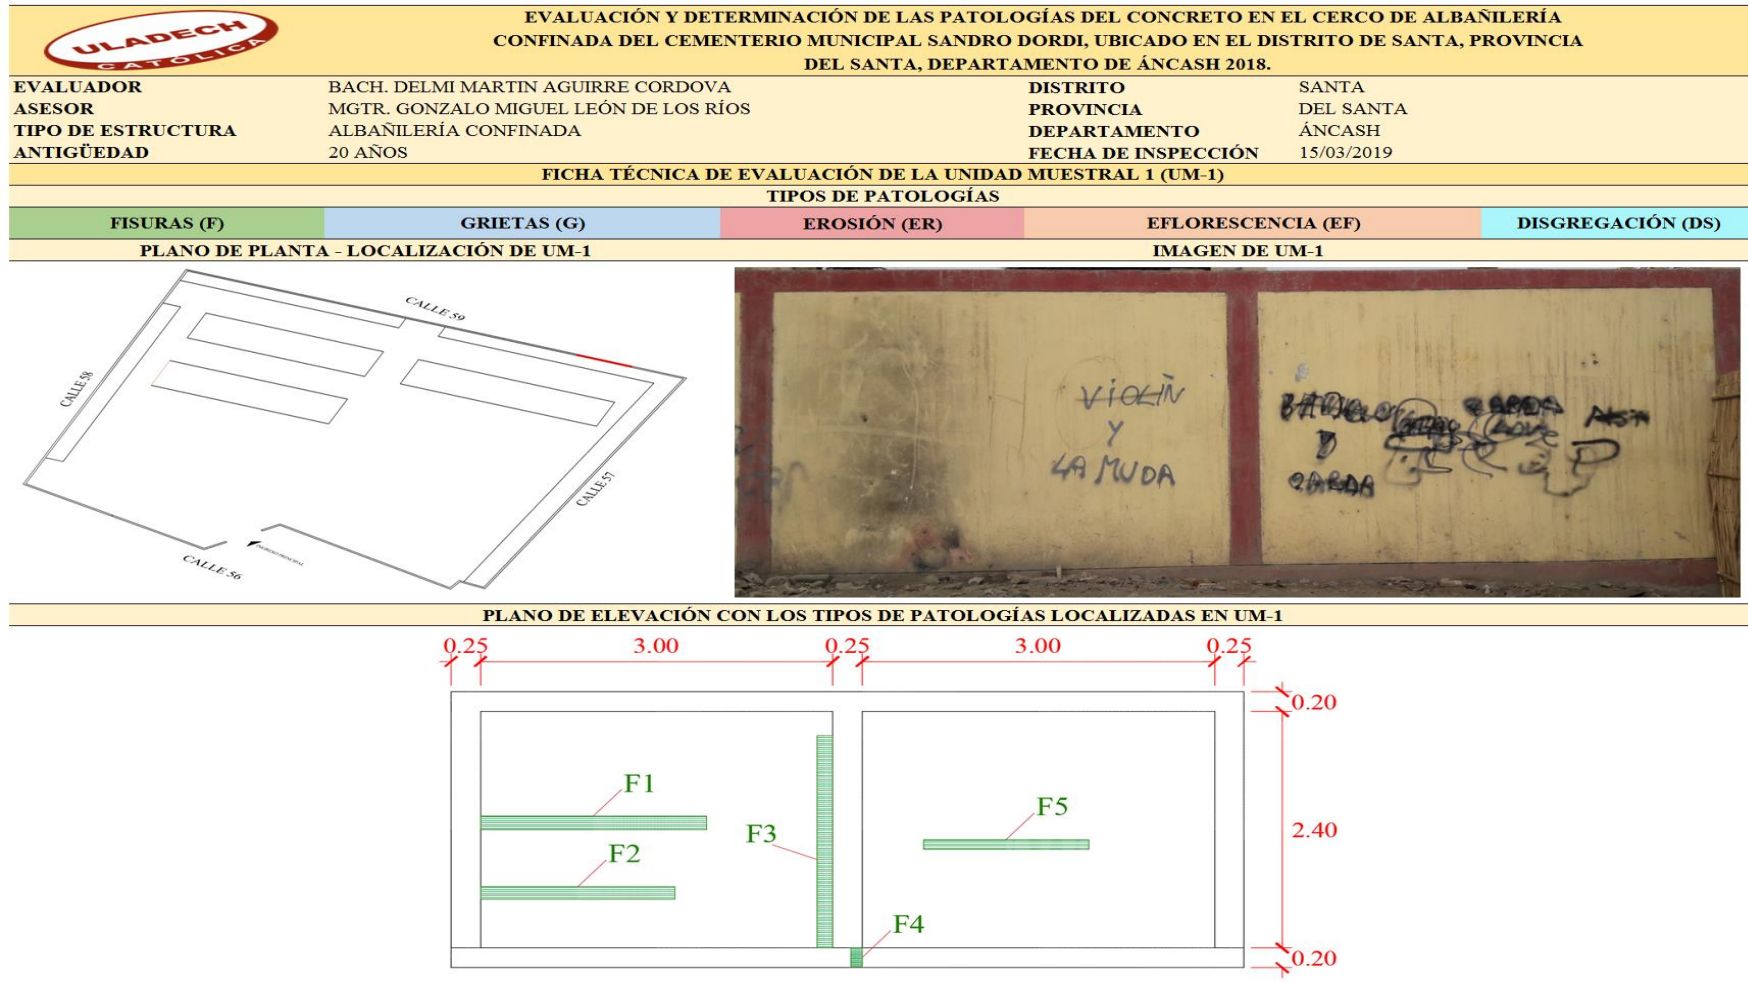 ULADECH
CATÓLICA
EVALUACIÓN Y DETERMINACIÓN DE LAS PATOLOGÍAS DEL CONCRETO EN EL CERCO DE ALBAÑILERÍA
CONFINADA DEL CEMENTERIO MUNICIPAL SANDRO DORDI, UBICADO EN EL DISTRITO DE SANTA, PROVINCIA
DEL SANTA, DEPARTAMENTO DE ÁNCASH 2018.
EVALUADOR BACH. DELMI MARTIN AGUIRRE CORDOVA DISTRITO SANTA
ASESOR MGTR. GONZALO MIGUEL LEÓN DE LOS RÍOS PROVINCIA DEL SANTA
TIPO DE ESTRUCTURA ALBAÑILERÍA CONFINADA DEPARTAMENTO ÁNCASH
ANTIGÜEDAD 20 AÑOS FECHA DE INSPECCIÓN 15/03/2019
FICHA TÉCNICA DE EVALUACIÓN DE LA UNIDAD MUESTRAL 1 (UM-1)
TIPOS DE PATOLOGÍAS
FISURAS (F) GRIETAS (G) EROSIÓN (ER) EFLORESCENCIA (EF) DISGREGACIÓN (DS)
PLANO DE PLANTA - LOCALIZACIÓN DE UM-1 IMAGEN DE UM-1
CALLE 59
CALLE 58
CALLE 57
CALLE 56
INGRESO PRINCIPAL
VIOLIN
Y
LA MUDA
PLANO DE ELEVACIÓN CON LOS TIPOS DE PATOLOGÍAS LOCALIZADAS EN UM-1
0.25 3.00 0.25 3.00 0.25
0.20
F1
F5
F3
2.40
F2
F4
0.20